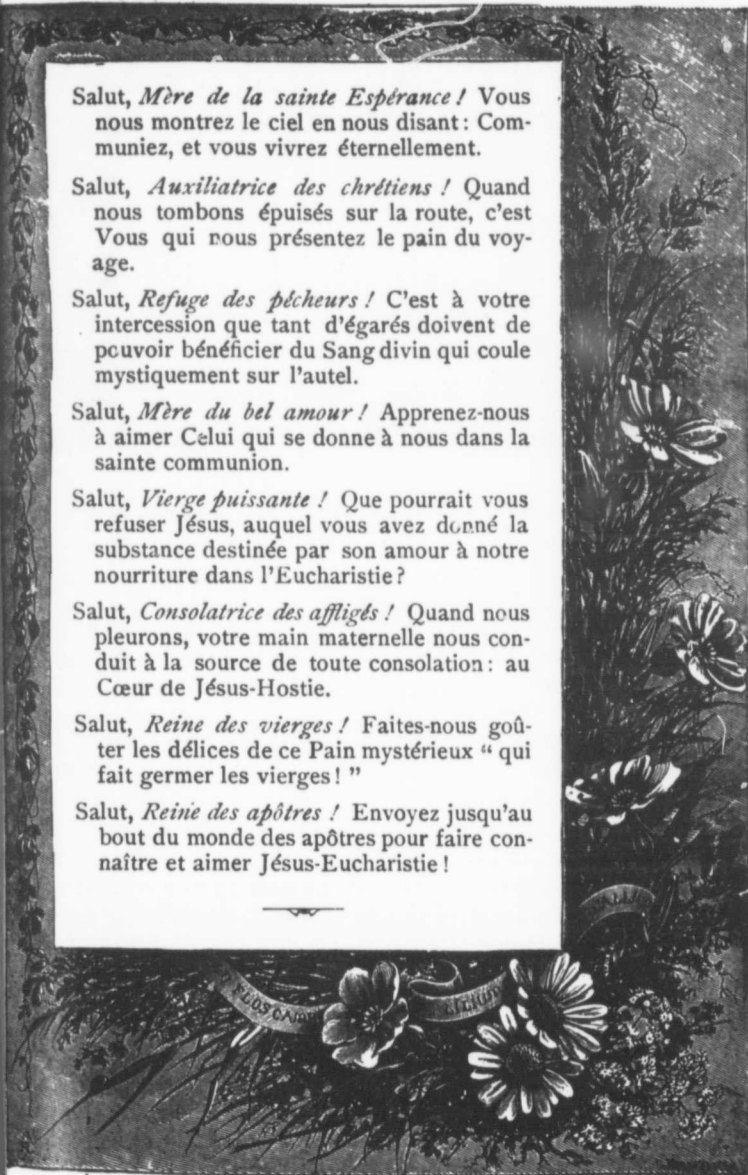 Salut, Mère de la sainte Espérance ! Vous
nous montrez le ciel en nous disant : Com-
muniez, et vous vivrez éternellement.
Salut, Auxiliatrice des chrétiens ! Quand
nous tombons épuisés sur la route, c'est
Vous qui nous présentez le pain du voy-
age.
Salut, Refuge des pécheurs ! C'est à votre
intercession que tant d'égarés doivent de
pouvoir bénéficier du Sang divin qui coule
mystiquement sur l'autel.
Salut, Mère du bel amour ! Apprenez-nous
à aimer Celui qui se donne à nous dans la
sainte communion.
Salut, Vierge puissante ! Que pourrait vous
refuser Jésus, auquel vous avez donné la
substance destinée par son amour à notre
nourriture dans l'Eucharistie ?
Salut, Consolatrice des affligés ! Quand nous
pleurons, votre main maternelle nous con-
duit à la source de toute consolation : au
Cœur de Jésus-Hostie.
Salut, Reine des vierges ! Faites-nous goû-
ter les délices de ce Pain mystérieux “ qui
fait germer les vierges ! ”
Salut, Reine des apôtres ! Envoyez jusqu'au
bout du monde des apôtres pour faire con-
naître et aimer Jésus-Eucharistie !
FLOS CAMPI
LILIUM